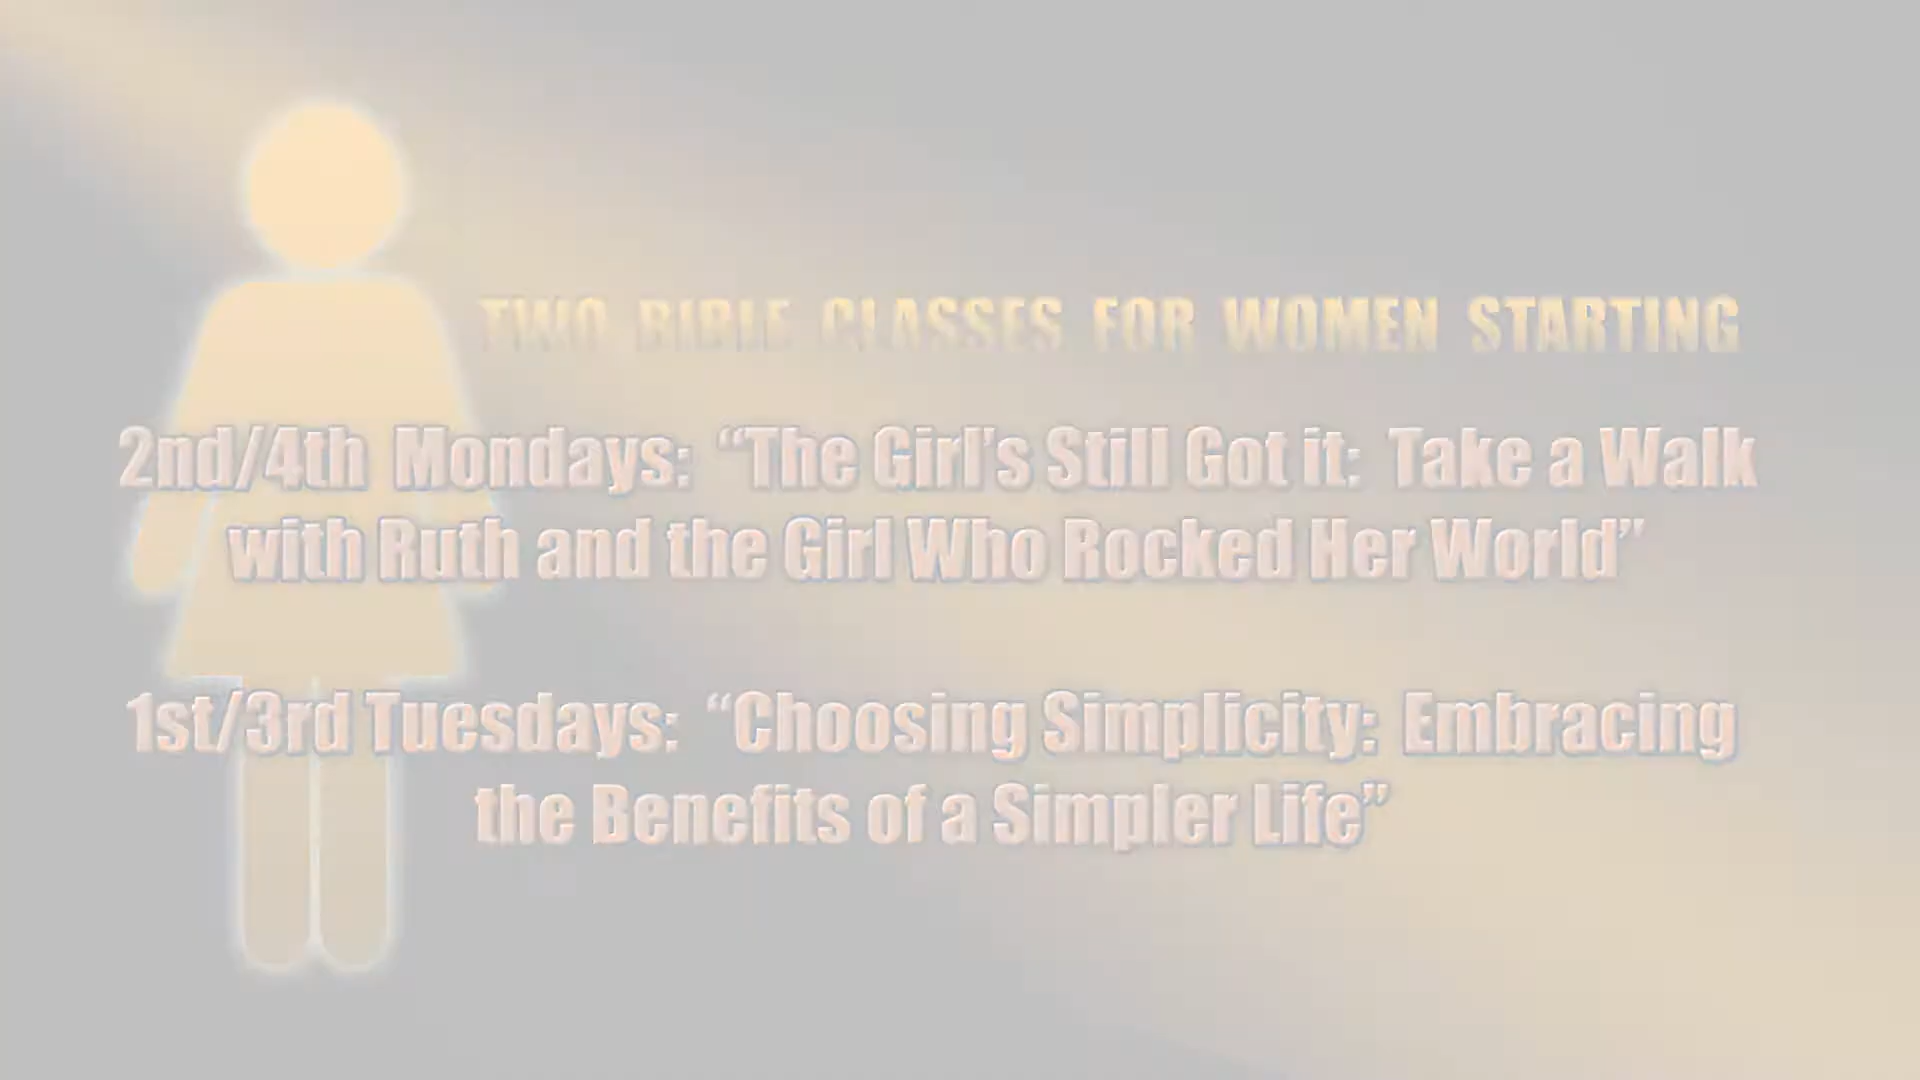 TWO BIBLE CLASSES FOR WOMEN STARTING
2nd/4th Mondays: “The Girl’s Still Got it: Take a Walk
with Ruth and the Girl Who Rocked Her World”
1st/3rd Tuesdays: “Choosing Simplicity: Embracing
the Benefits of a Simpler Life”